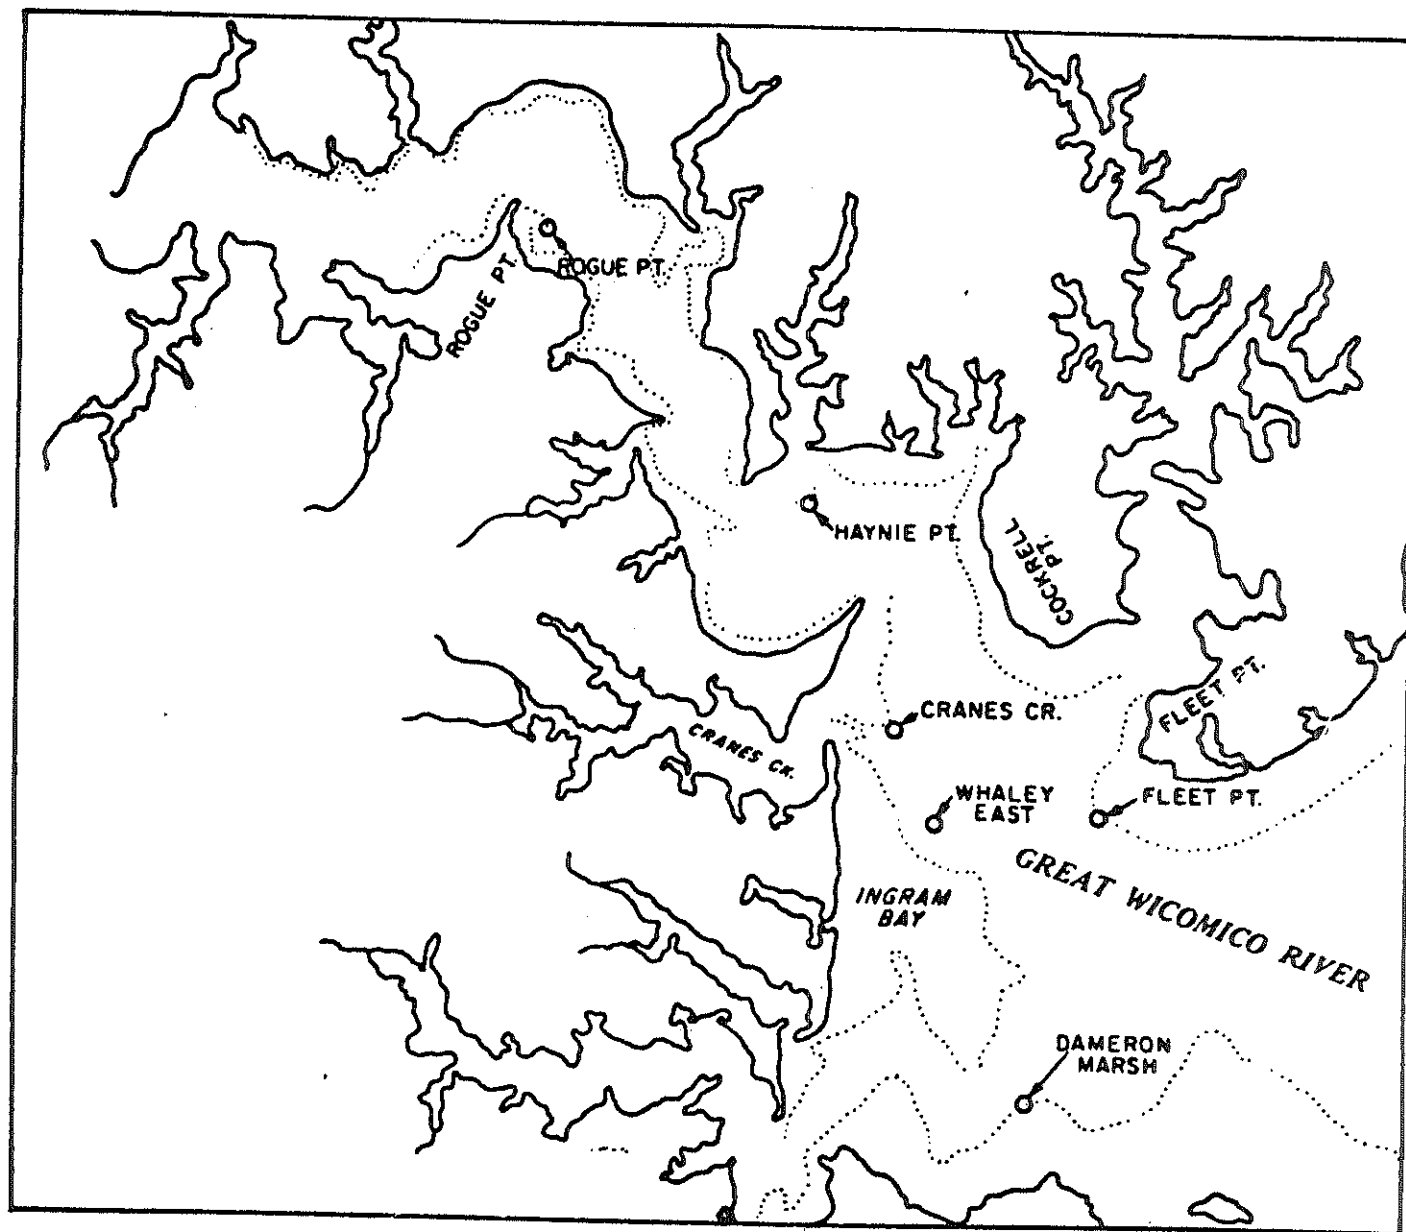 ROGUE PT.
ROGUE PT.
HAYNIE PT.
COCKRELL
PT.
FLEET PT.
CRANES CR.
CRANES CK.
WHALEY
EAST
FLEET PT.
INGRAM
BAY
GREAT WICOMICO RIVER
DAMERON
MARSH